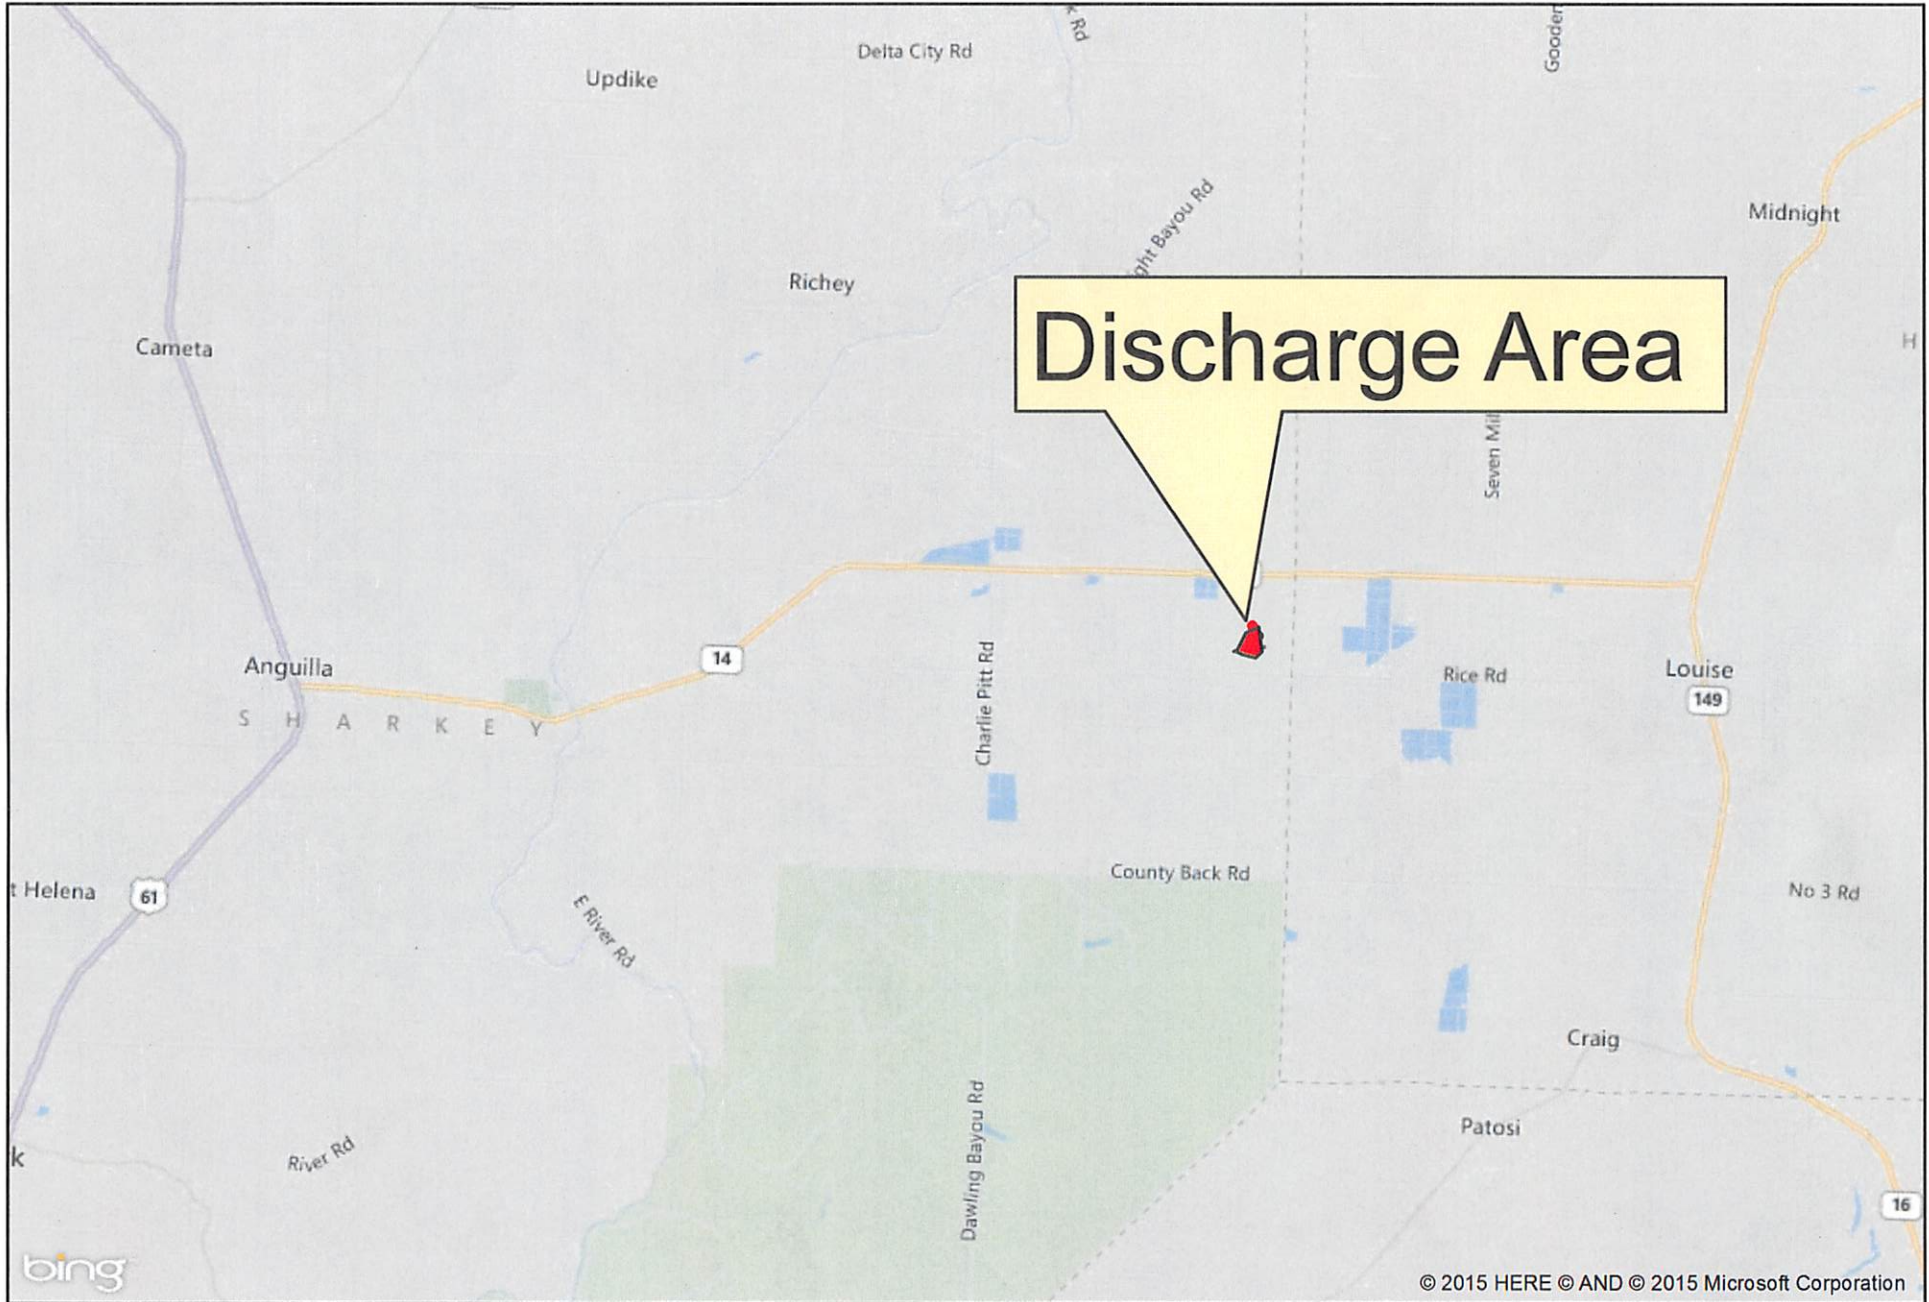 k Rd
Gooden
Delta City Rd
Updike
ght Bayou Rd
Midnight
Richey
Discharge Area
H
Cameta
Seven Mil
Anguilla
14
Charlie Pitt Rd
Rice Rd
Louise
149
SHARKEY
County Back Rd
t Helena
61
E River Rd
No 3 Rd
Craig
Dawling Bayou Rd
Patosi
k
River Rd
16
bing
© 2015 HERE © AND © 2015 Microsoft Corporation